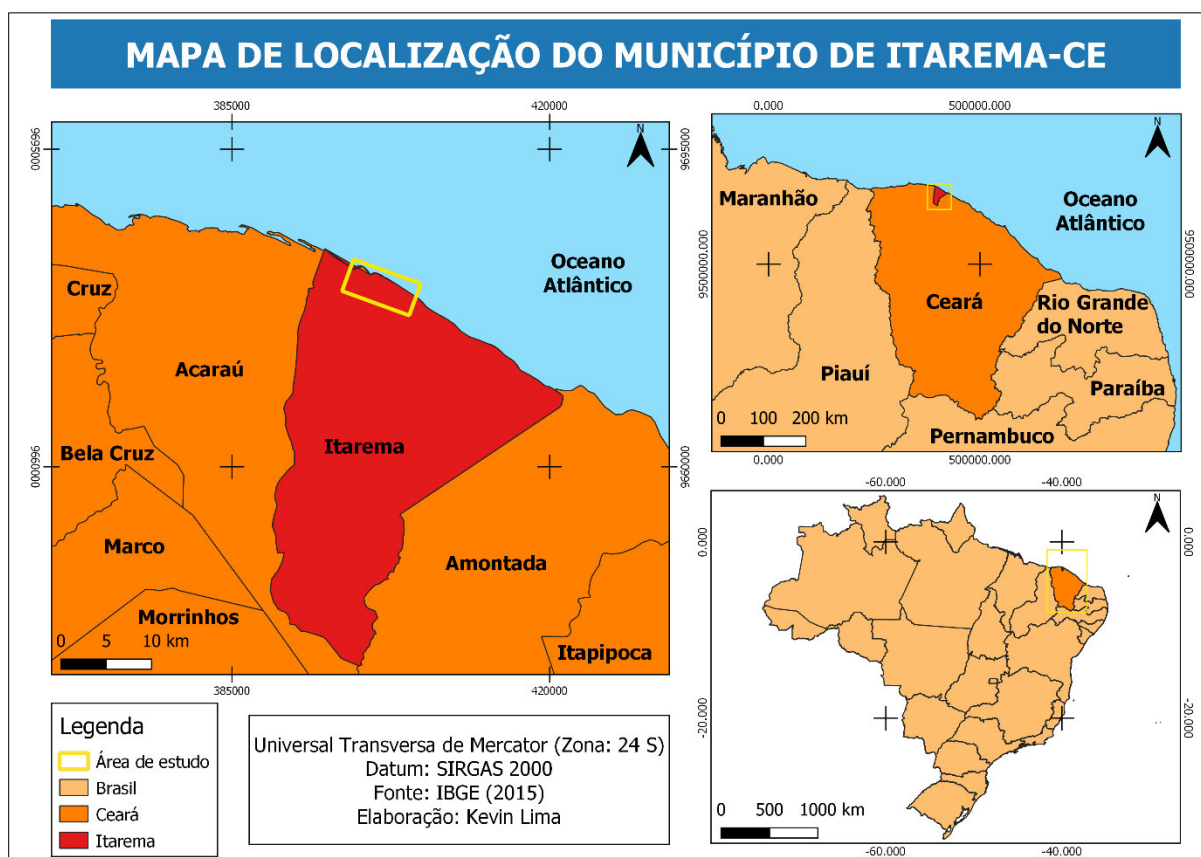 MAPA DE LOCALIZAÇÃO DO MUNICÍPIO DE ITAREMA-CE
385000
420000
9695000
9695000
N
Oceano
Atlântico
Cruz
Acaraú
Bela Cruz
Itarema
9660000
9660000
Marco
Amontada
Morrinhos
Itapipoca
0 5 10 km
385000
420000
0.000
500000.000
N
Maranhão
Oceano
Atlântico
9500000.000
9500000.000
Ceará
Rio Grande
do Norte
Piauí
Paraíba
0 100 200 km
Pernambuco
0.000
500000.000
-60.000
-40.000
N
0.000
0.000
-20.000
-20.000
0 500 1000 km
-60.000
-40.000
Legenda
Área de estudo
Brasil
Ceará
Itarema
Universal Transversa de Mercator (Zona: 24 S)
Datum: SIRGAS 2000
Fonte: IBGE (2015)
Elaboração: Kevin Lima